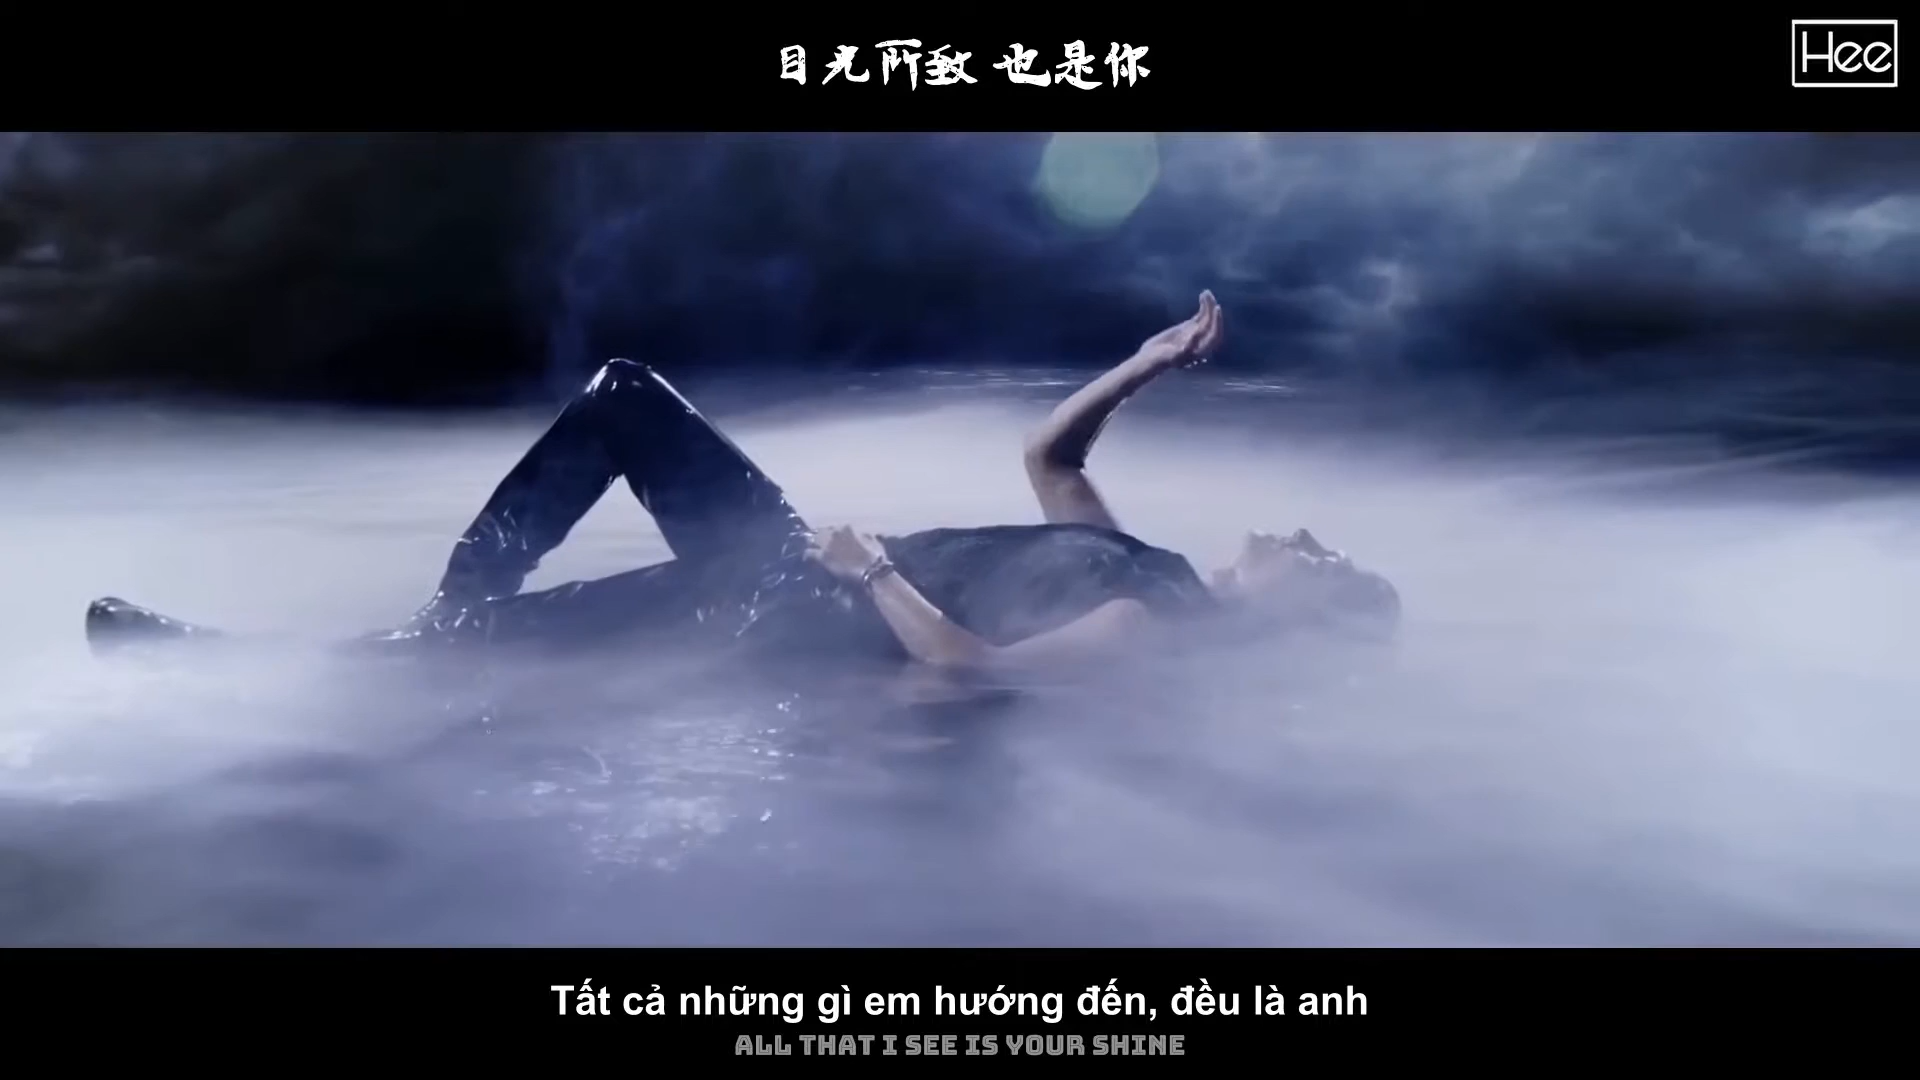 目光所致 也是你
Hee
Tất cả những gì em hướng đến, đều là anh
ALL THAT I SEE IS YOUR SHINE